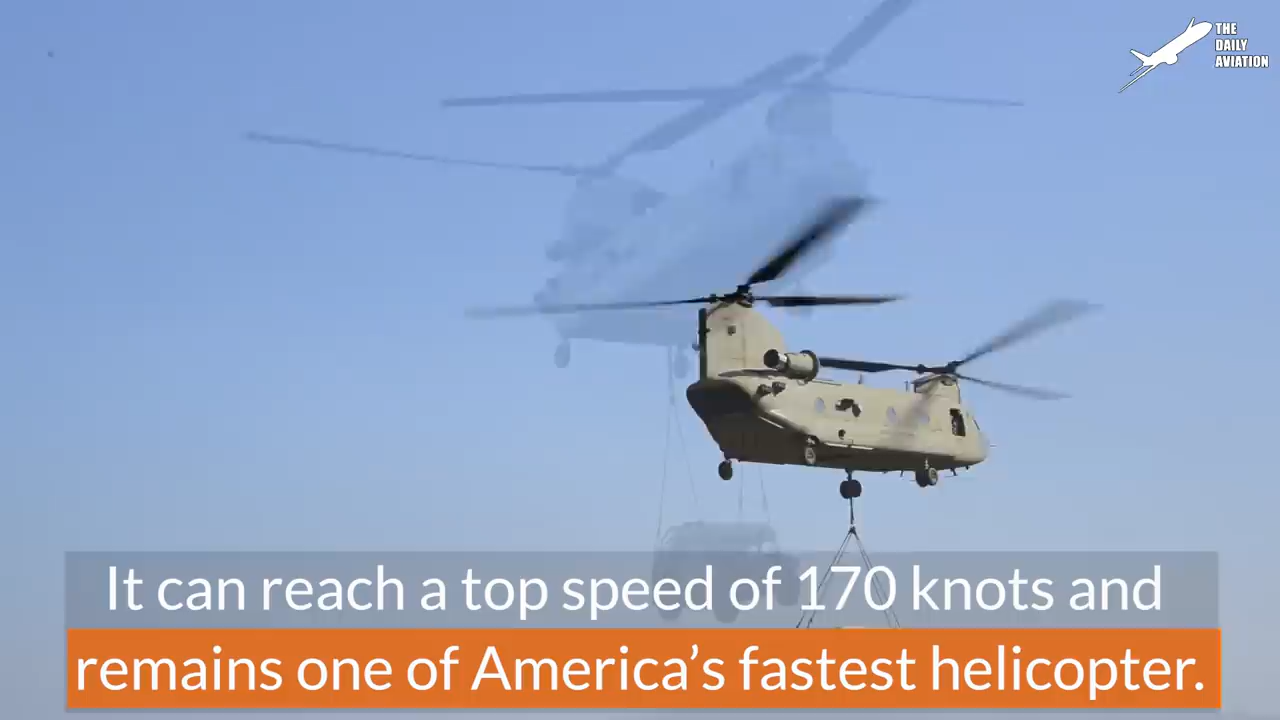 THE
DAILY
AVIATION
It can reach a top speed of 170 knots and
remains one of America’s fastest helicopter.